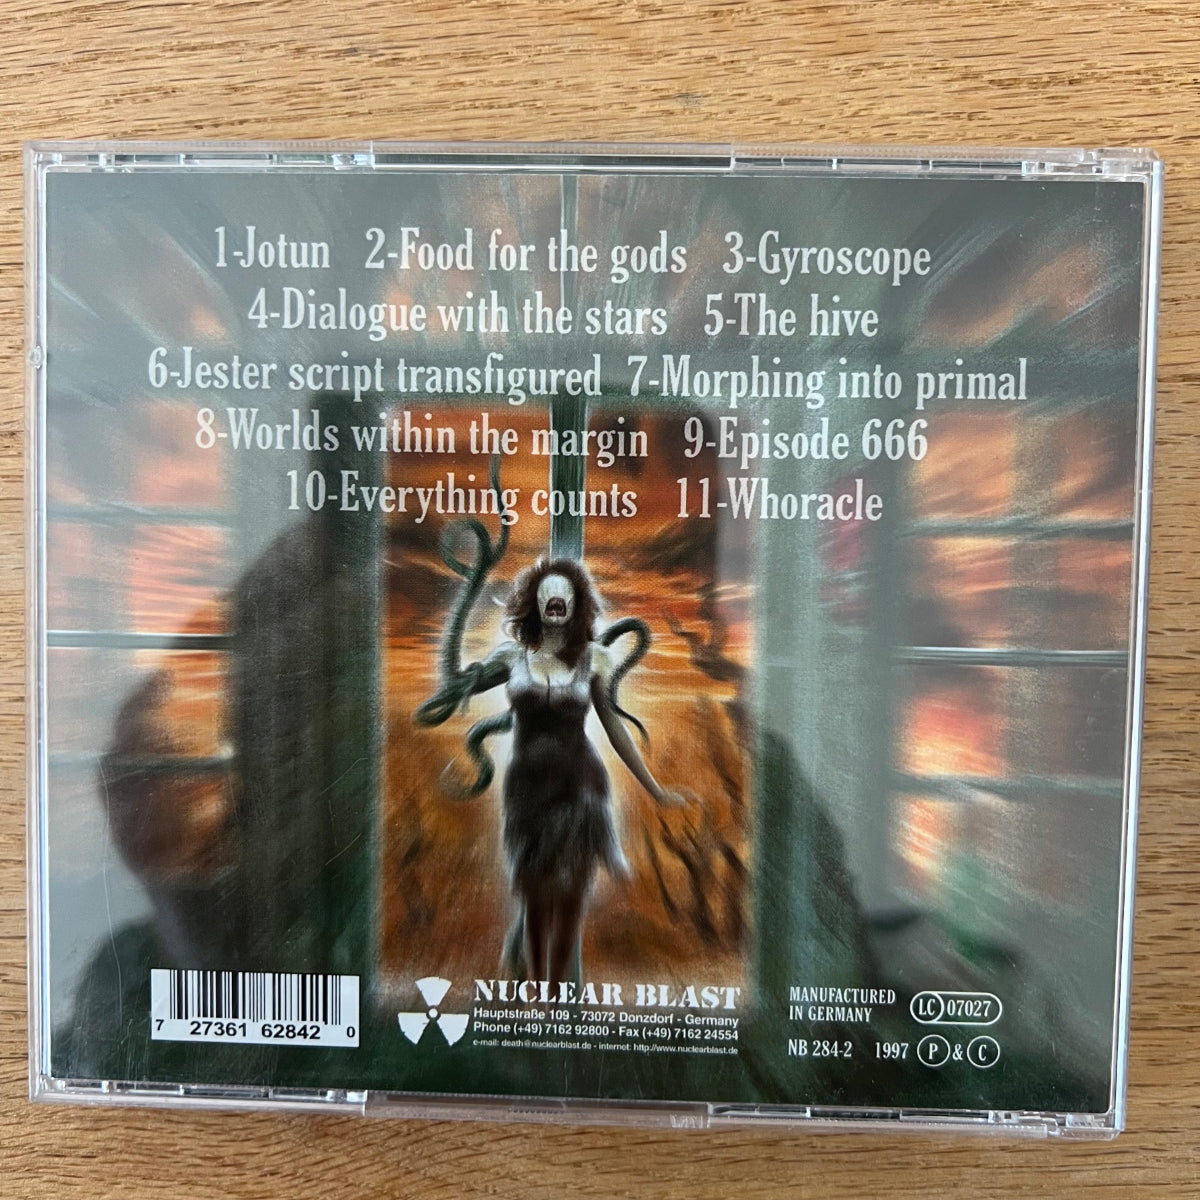 1-Jotun 2-Food for the gods 3-Gyroscope
4-Dialogue with the stars 5-The hive
6-Jester script transfigured 7-Morphing into primal
8-Worlds within the margin 9-Episode 666
10-Everything counts 11-Whoracle
7 27361 62842 0
NUCLEAR BLAST
Hauptstraße 109 - 73072 Donzdorf - Germany
Phone (+49) 7162 92800 - Fax (+49) 7162 24554
e-mail: death@nuclearblast.de - internet: http://www.nuclearblast.de
MANUFACTURED
IN GERMANY
LC 07027
NB 284-2 1997 P & C